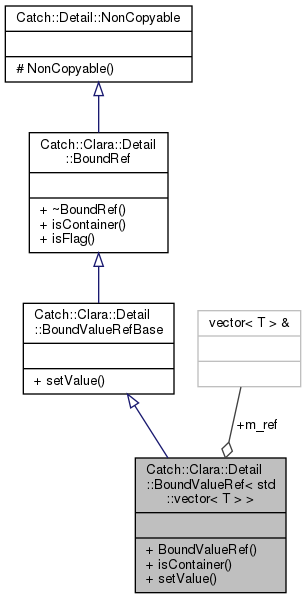 Catch::Detail::NonCopyable
# NonCopyable()
Catch::Clara::Detail
::BoundRef
+ ~BoundRef()
+ isContainer()
+ isFlag()
Catch::Clara::Detail
::BoundValueRefBase
+ setValue()
vector< T > &
+m_ref
Catch::Clara::Detail
::BoundValueRef< std
::vector< T > >
+ BoundValueRef()
+ isContainer()
+ setValue()